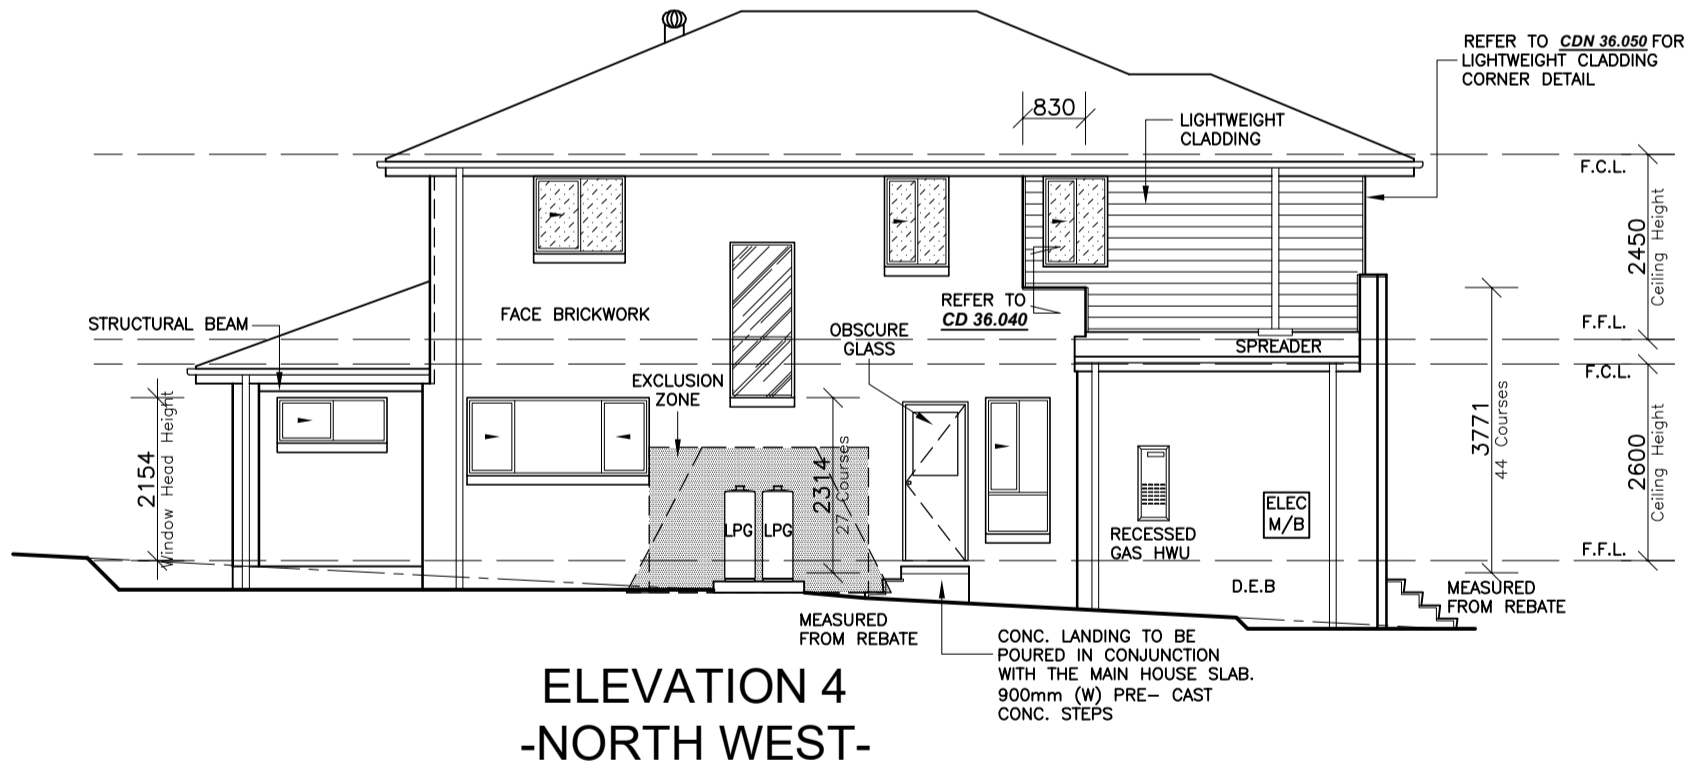 REFER TO CDN 36.050 FOR
LIGHTWEIGHT CLADDING
CORNER DETAIL
830
LIGHTWEIGHT
CLADDING
F.C.L.
2450
Ceiling Height
F.F.L.
FACE BRICKWORK
STRUCTURAL BEAM
REFER TO
CD 36.040
OBSCURE
GLASS
SPREADER
EXCLUSION
ZONE
F.C.L.
2154
Window Head Height
2314
27 Courses
3771
44 Courses
2600
Ceiling Height
LPG
LPG
ELEC
M/B
RECESSED
GAS HWU
F.F.L.
D.E.B
MEASURED
FROM REBATE
MEASURED
FROM REBATE
CONC. LANDING TO BE
POURED IN CONJUNCTION
WITH THE MAIN HOUSE SLAB.
900mm (W) PRE- CAST
CONC. STEPS
ELEVATION 4
-NORTH WEST-